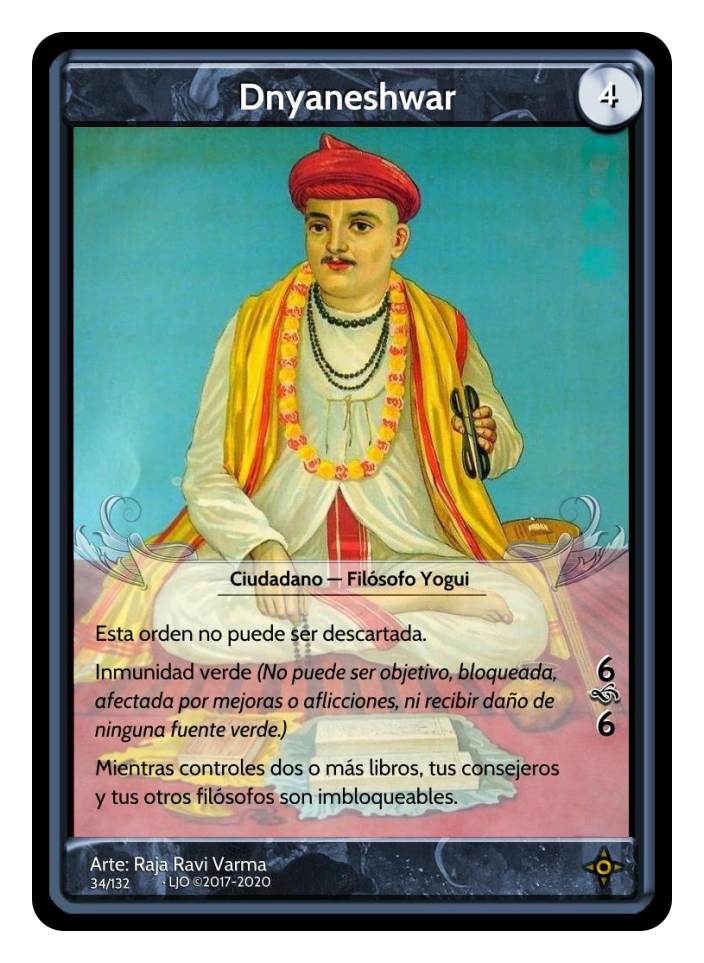 Dnyaneshwar
4
Ciudadano — Filósofo Yogui
Esta orden no puede ser descartada.
Inmunidad verde (No puede ser objetivo, bloqueada,
afectada por mejoras o aflicciones, ni recibir daño de
ninguna fuente verde.)
6
6
Mientras controles dos o más libros, tus consejeros
y tus otros filósofos son imbloqueables.
Arte: Raja Ravi Varma
34/132 · LJO ©2017-2020